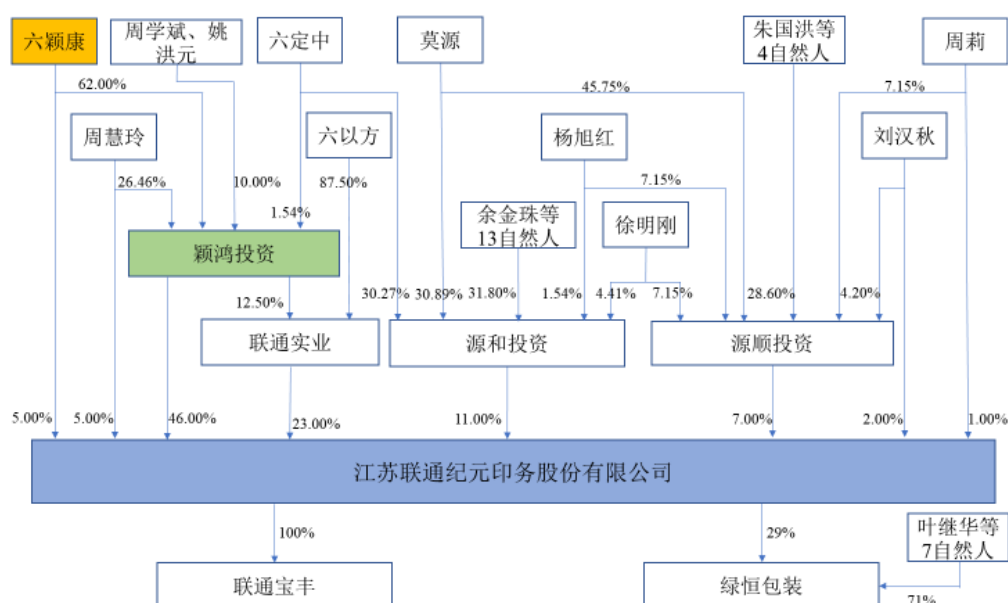 六颖康
周学斌、姚
洪元
六定中
莫源
朱国洪等
4自然人
周莉
62.00%
45.75%
7.15%
周慧玲
六以方
杨旭红
刘汉秋
26.46%
10.00%
87.50%
7.15%
1.54%
余金珠等
13自然人
徐明刚
颖鸿投资
12.50%
30.27%
30.89%
31.80%
1.54%
4.41%
7.15%
28.60%
4.20%
联通实业
源和投资
源顺投资
5.00%
5.00%
46.00%
23.00%
11.00%
7.00%
2.00%
1.00%
江苏联通纪元印务股份有限公司
100%
29%
叶继华等
7自然人
联通宝丰
绿恒包装
71%